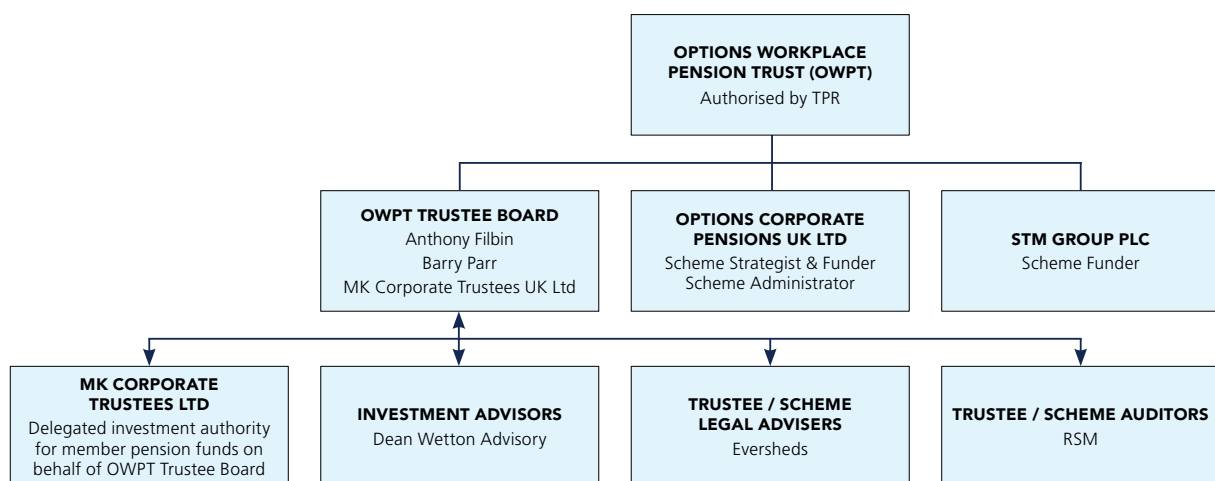 OPTIONS WORKPLACE
PENSION TRUST (OWPT)
Authorised by TPR
OWPT TRUSTEE BOARD
Anthony Filbin
Barry Parr
MK Corporate Trustees UK Ltd
OPTIONS CORPORATE
PENSIONS UK LTD
Scheme Strategist & Funder
Scheme Administrator
STM GROUP PLC
Scheme Funder
MK CORPORATE
TRUSTEES LTD
Delegated investment authority
for member pension funds on
behalf of OWPT Trustee Board
INVESTMENT ADVISORS
Dean Wetton Advisory
TRUSTEE / SCHEME
LEGAL ADVISERS
Eversheds
TRUSTEE / SCHEME AUDITORS
RSM